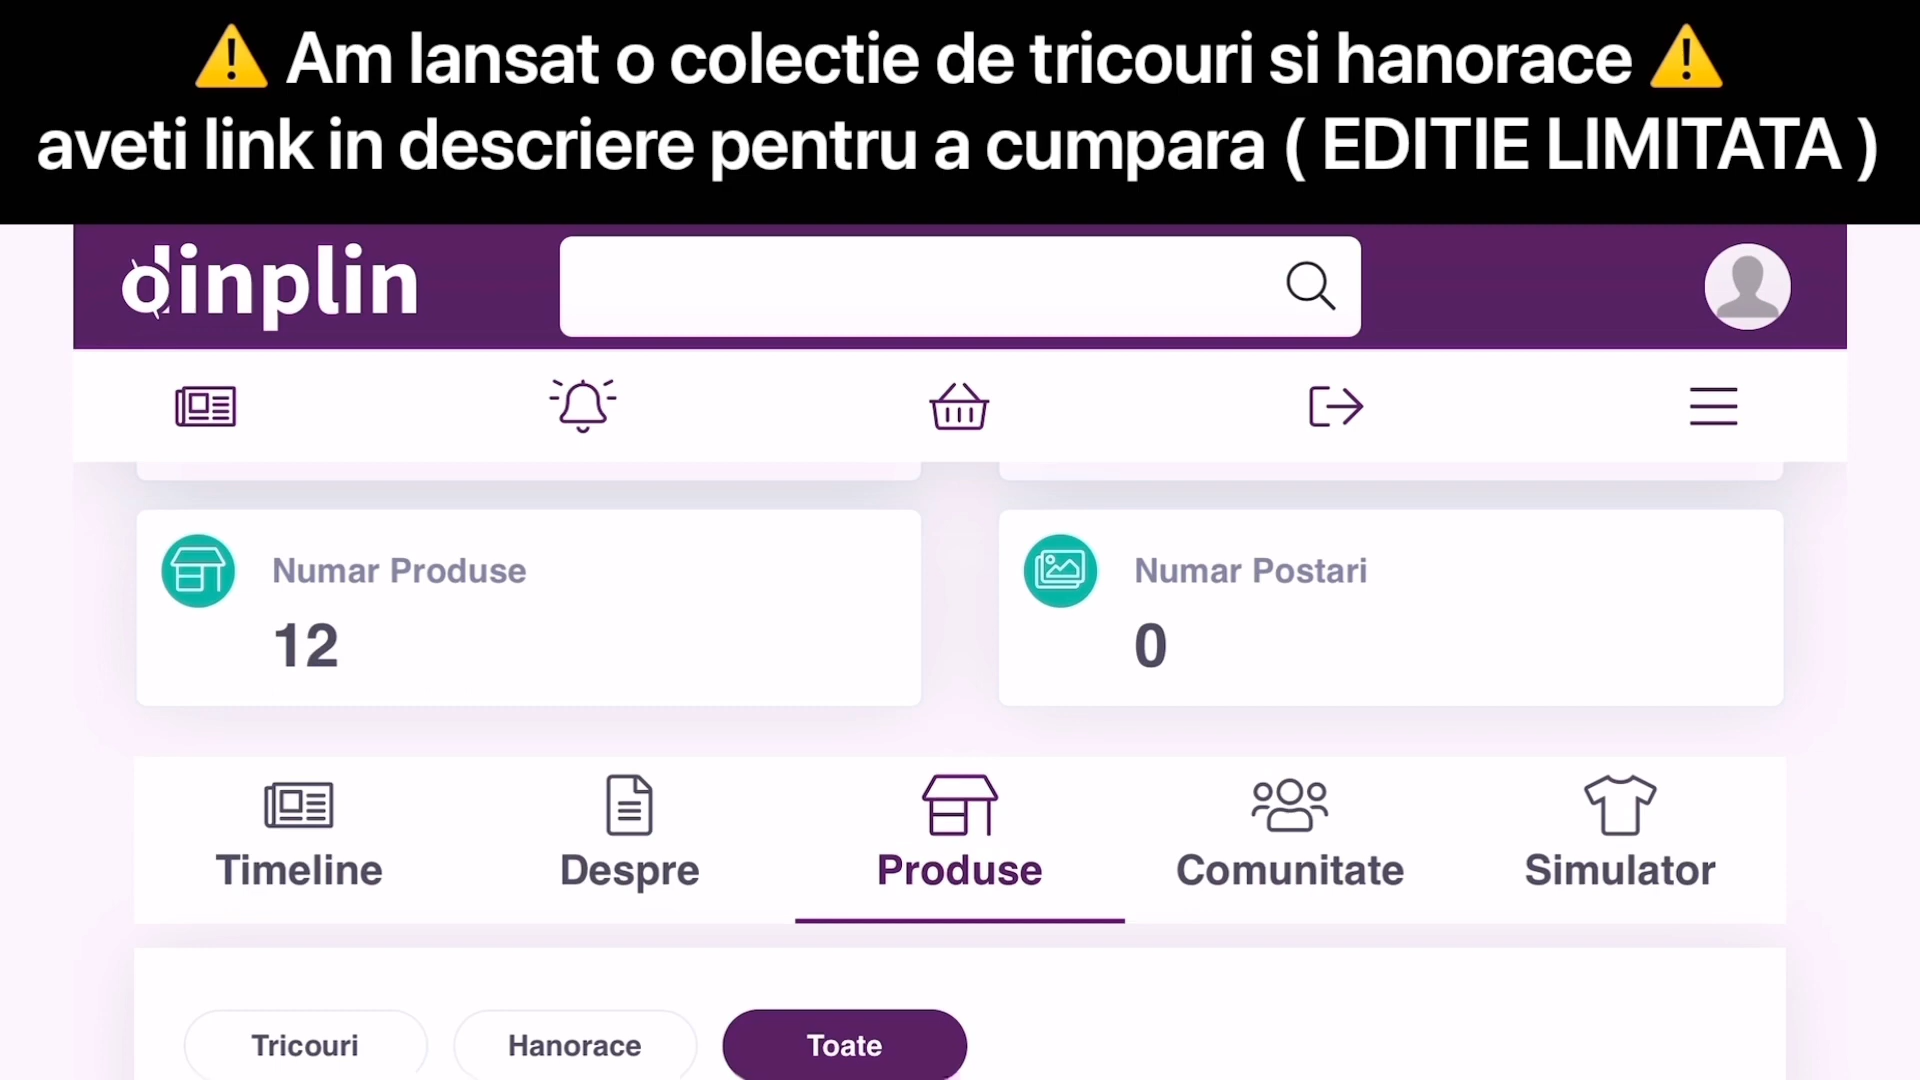 ⚠️ Am lansat o colectie de tricouri si hanorace ⚠️
aveti link in descriere pentru a cumpara ( EDITIE LIMITATA )
dinplin
Numar Produse
12
Numar Postari
0
Timeline
Despre
Produse
Comunitate
Simulator
Tricouri
Hanorace
Toate